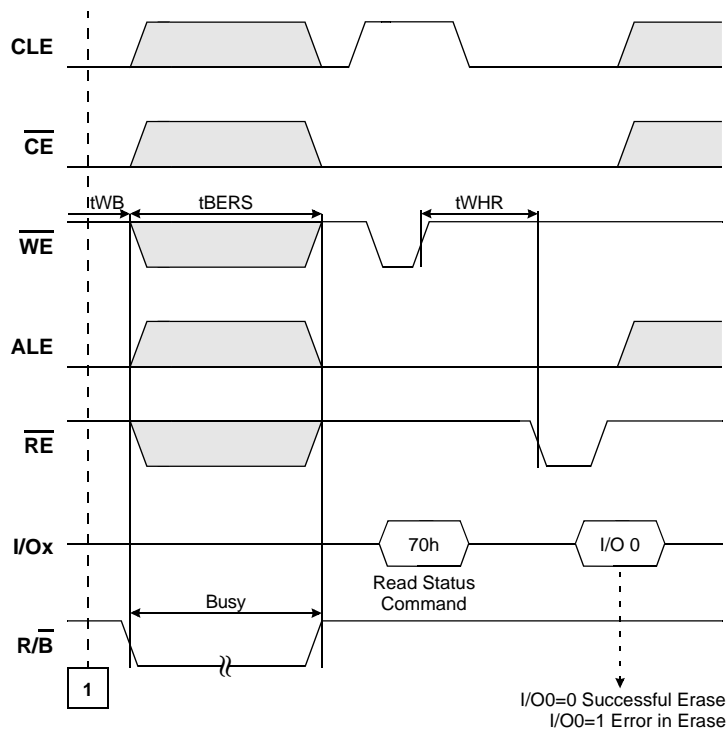 CLE
CE
tWB
tBERS
tWHR
WE
ALE
RE
I/Ox
70h
I/O 0
Read Status
Command
Busy
R/B
1
I/O0=0 Successful Erase
I/O0=1 Error in Erase